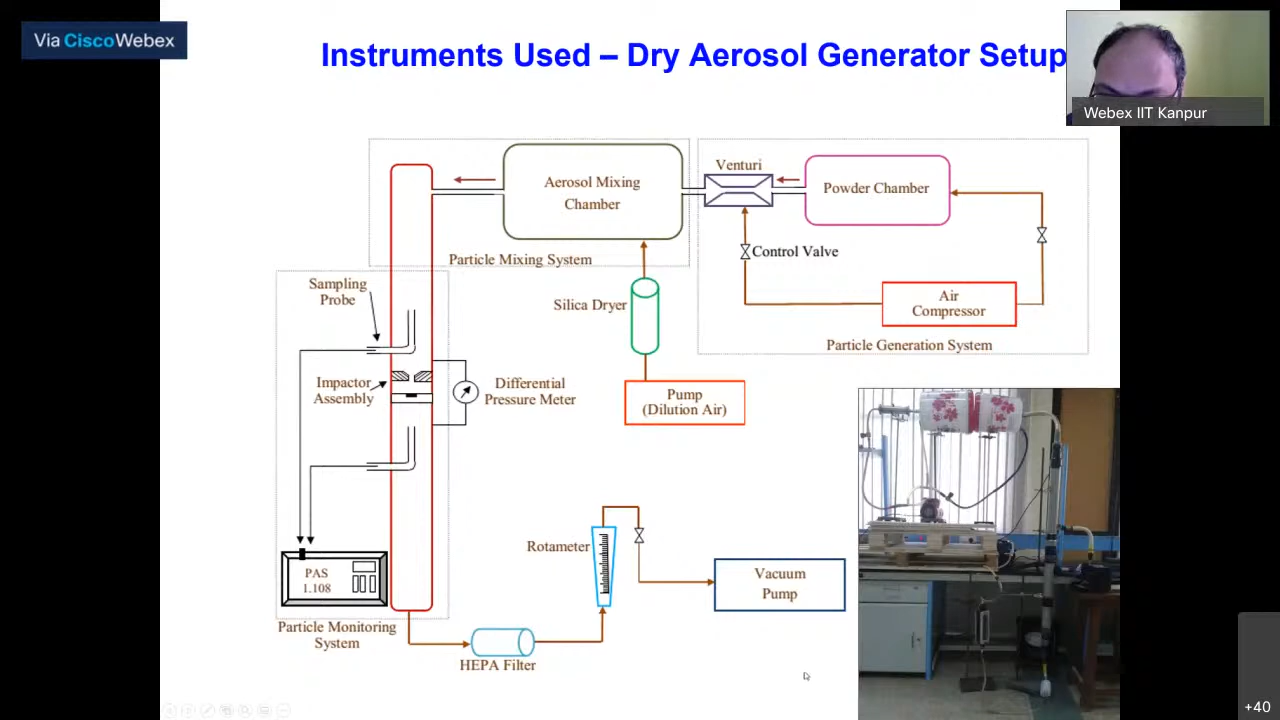 Via Cisco Webex
Instruments Used – Dry Aerosol Generator Setup
Webex IIT Kanpur
Venturi
Aerosol Mixing
Chamber
Powder Chamber
Control Valve
Particle Mixing System
Sampling
Probe
Silica Dryer
Air
Compressor
Particle Generation System
Impactor
Assembly
Differential
Pressure Meter
Pump
(Dilution Air)
Rotameter
PAS
1.108
Vacuum
Pump
Particle Monitoring
System
HEPA Filter
+40